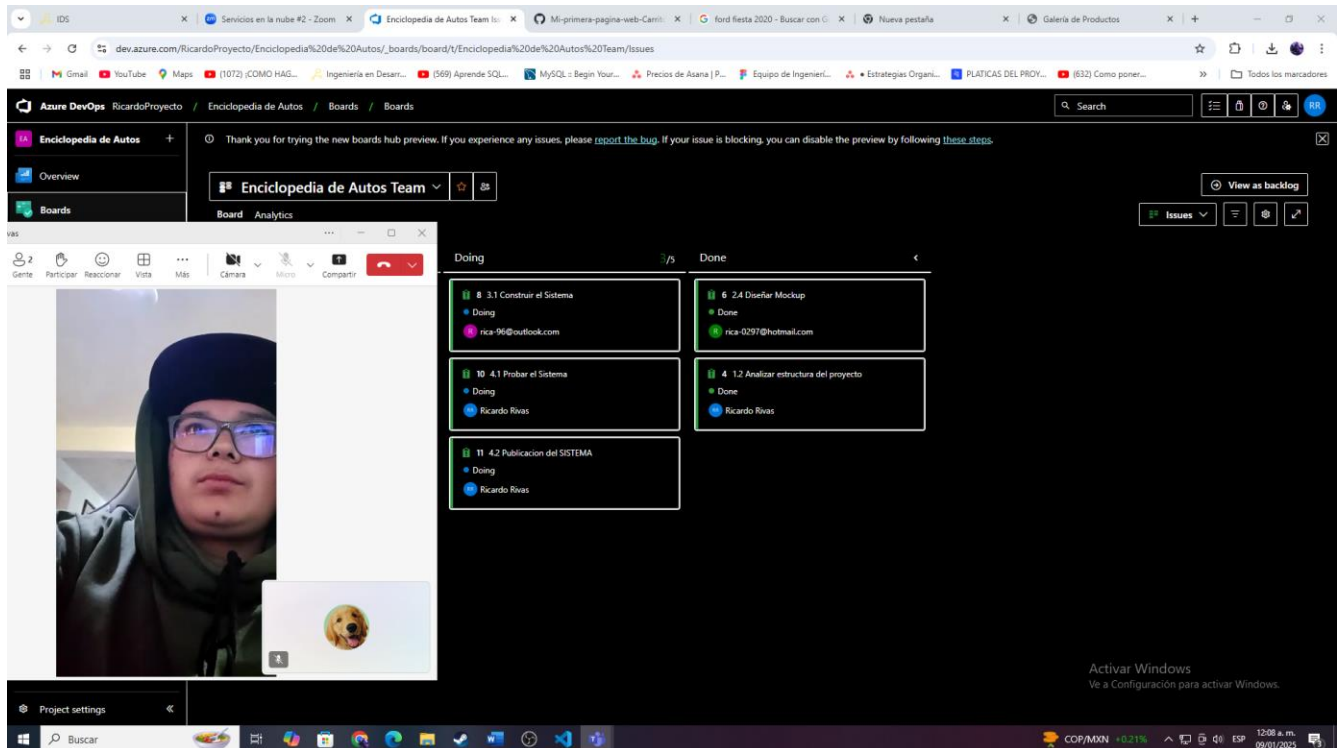 IDS
Servicios en la nube #2 - Zoom
Enciclopedia de Autos Team Iss
Mi-primera-pagina-web-Carrit
ford fiesta 2020 - Buscar con G
Nueva pestaña
Galería de Productos
dev.azure.com/RicardoProyecto/Enciclopedia%20de%20Autos/_boards/board/t/Enciclopedia%20de%20Autos%20Team/Issues
Gmail
YouTube
Maps
(1072) ¡COMO HAG...
Ingeniería en Desarr...
(569) Aprende SQL...
MySQL :: Begin Your...
Precios de Asana | P...
Equipo de Ingenierí...
• Estrategias Organi...
PLATICAS DEL PROY...
(632) Como poner...
Todos los marcadores
Azure DevOps RicardoProyecto / Enciclopedia de Autos / Boards / Boards
Search
RR
EA Enciclopedia de Autos
Thank you for trying the new boards hub preview. If you experience any issues, please report the bug. If your issue is blocking, you can disable the preview by following these steps.
Overview
Boards
Enciclopedia de Autos Team
View as backlog
Board Analytics
Issues
vas
2
Gente
Participar
Reaccionar
Vista
Más
Cámara
Micro
Compartir
Doing 3/5
Done
8 3.1 Construir el Sistema
Doing
R rica-96@outlook.com
10 4.1 Probar el Sistema
Doing
RR Ricardo Rivas
11 4.2 Publicacion del SISTEMA
Doing
RR Ricardo Rivas
6 2.4 Diseñar Mockup
Done
R rica-0297@hotmail.com
4 1.2 Analizar estructura del proyecto
Done
RR Ricardo Rivas
Activar Windows
Ve a Configuración para activar Windows.
Project settings
Buscar
COP/MXN +0.21%
ESP
12:08 a. m.
09/01/2025